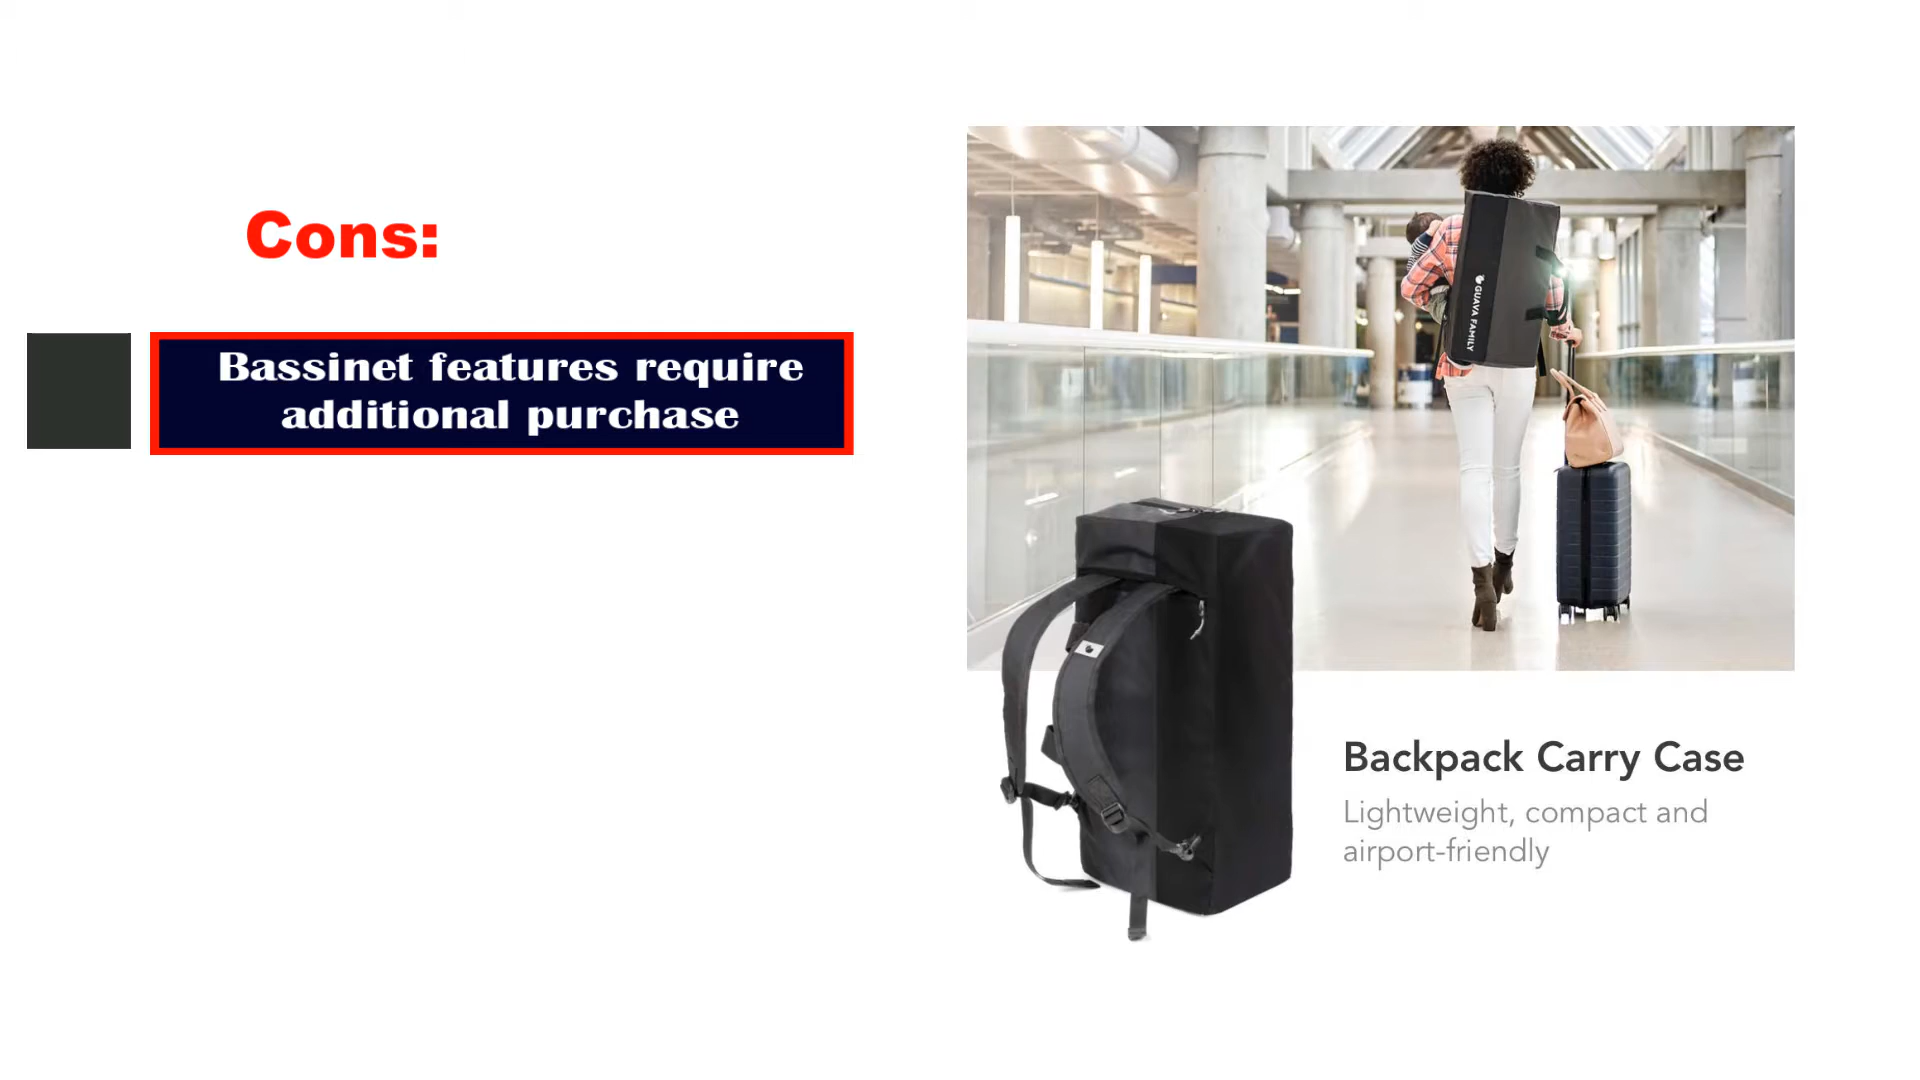 Cons:
Bassinet features require
additional purchase
GUAVA FAMILY
Backpack Carry Case
Lightweight, compact and
airport-friendly